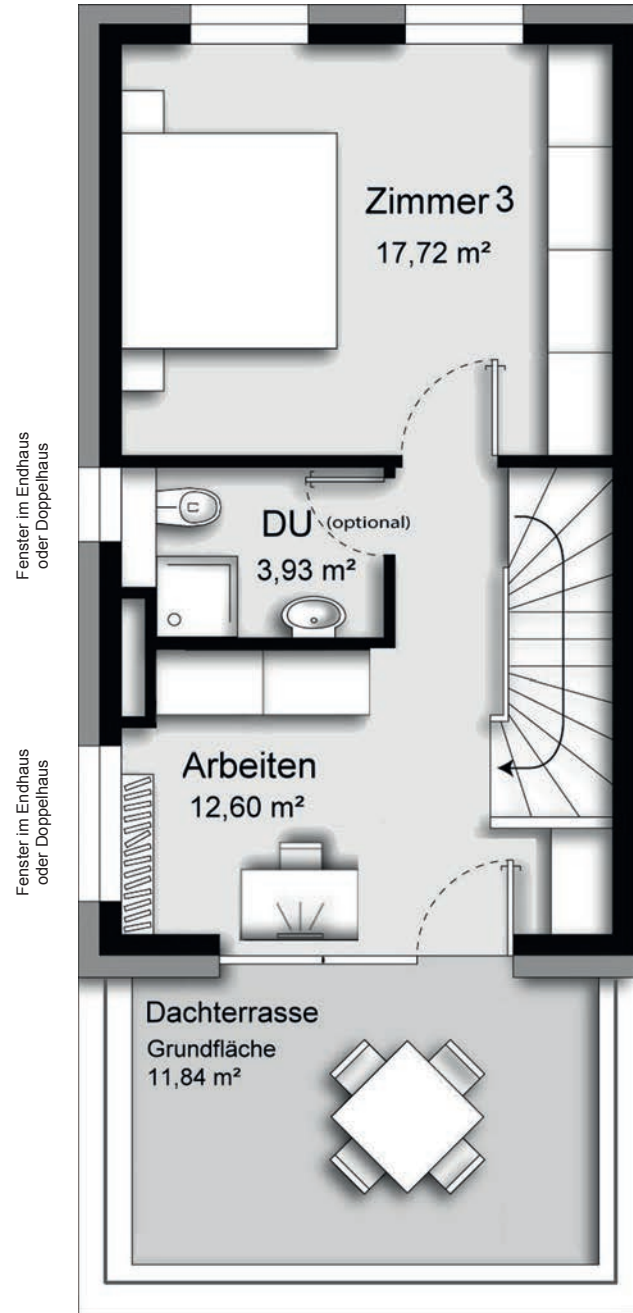 Zimmer 3
17,72 m²
Fenster im Endhaus
oder Doppelhaus
DU (optional)
3,93 m²
Fenster im Endhaus
oder Doppelhaus
Arbeiten
12,60 m²
Dachterrasse
Grundfläche
11,84 m²